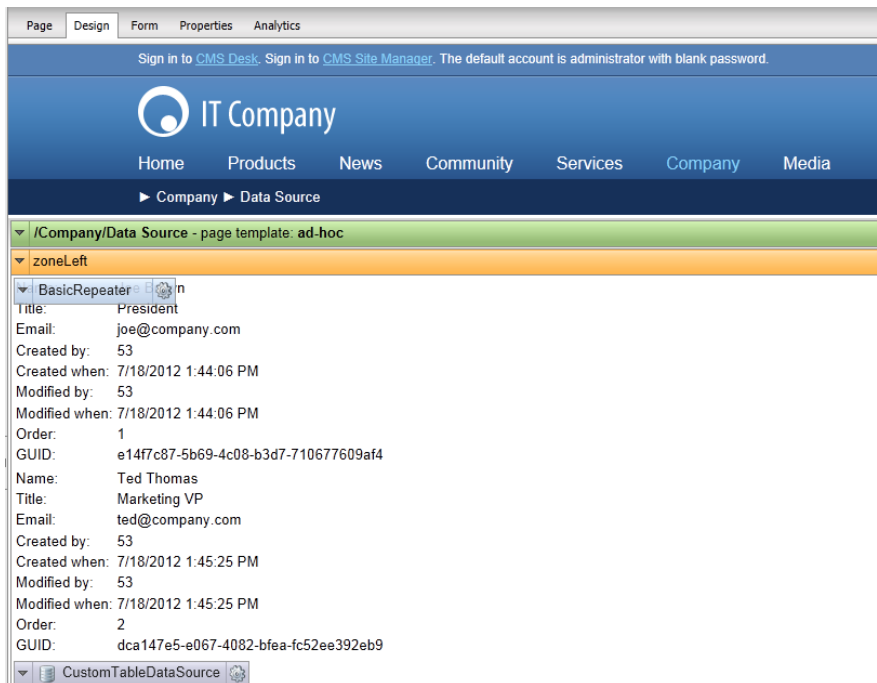 Page Design Form Properties Analytics
Sign in to CMS Desk. Sign in to CMS Site Manager. The default account is administrator with blank password.
IT Company
Home Products News Community Services Company Media
► Company ► Data Source
/Company/Data Source - page template: ad-hoc
zoneLeft
BasicRepeater
Title: President
Email: joe@company.com
Created by: 53
Created when: 7/18/2012 1:44:06 PM
Modified by: 53
Modified when: 7/18/2012 1:44:06 PM
Order: 1
GUID: e14f7c87-5b69-4c08-b3d7-710677609af4
Name: Ted Thomas
Title: Marketing VP
Email: ted@company.com
Created by: 53
Created when: 7/18/2012 1:45:25 PM
Modified by: 53
Modified when: 7/18/2012 1:45:25 PM
Order: 2
GUID: dca147e5-e067-4082-bfea-fc52ee392eb9
CustomTableDataSource